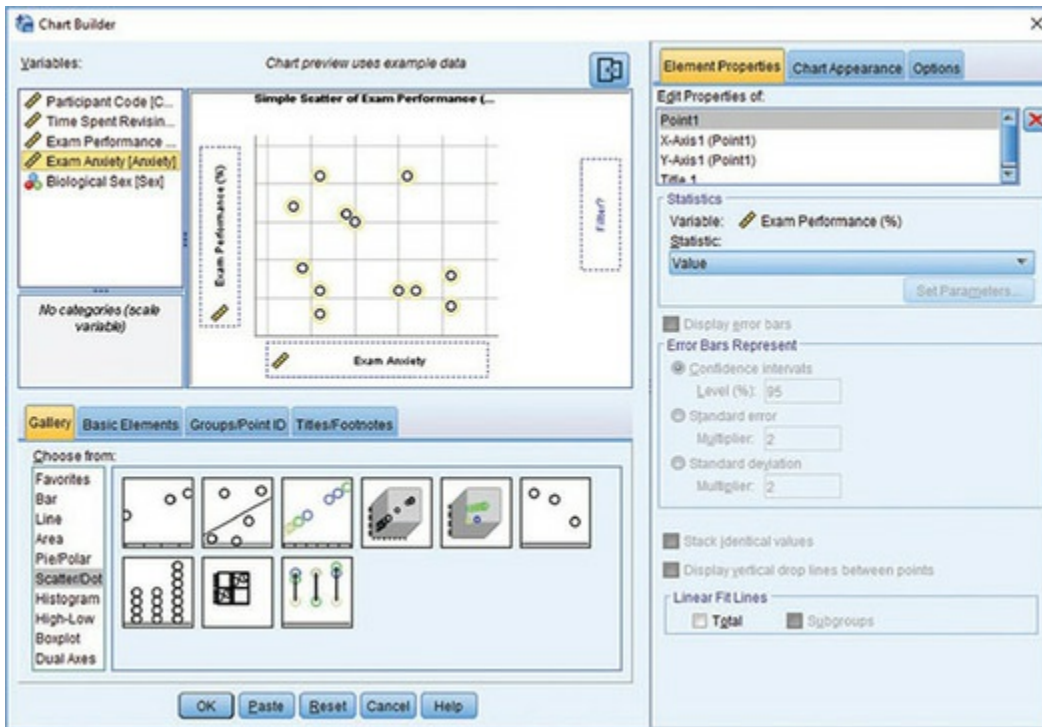 Chart Builder
Variables:
Chart preview uses example data
Participant Code [C...
Time Spent Revisin...
Exam Performance ...
Exam Anxiety [Anxiety]
Biological Sex [Sex]
No categories (scale
variable)
Simple Scatter of Exam Performance (...
Exam Performance (%)
Filter?
Exam Anxiety
Gallery
Basic Elements
Groups/Point ID
Titles/Footnotes
Choose from:
Favorites
Bar
Line
Area
Pie/Polar
Scatter/Dot
Histogram
High-Low
Boxplot
Dual Axes
OK
Paste
Reset
Cancel
Help
Element Properties
Chart Appearance
Options
Edit Properties of:
Point1
X-Axis1 (Point1)
Y-Axis1 (Point1)
Title 1
Statistics
Variable: Exam Performance (%)
Statistic:
Value
Set Parameters...
Display error bars
Error Bars Represent
Confidence intervals
Level (%): 95
Standard error
Multiplier: 2
Standard deviation
Multiplier: 2
Stack identical values
Display vertical drop lines between points
Linear Fit Lines
Total
Subgroups